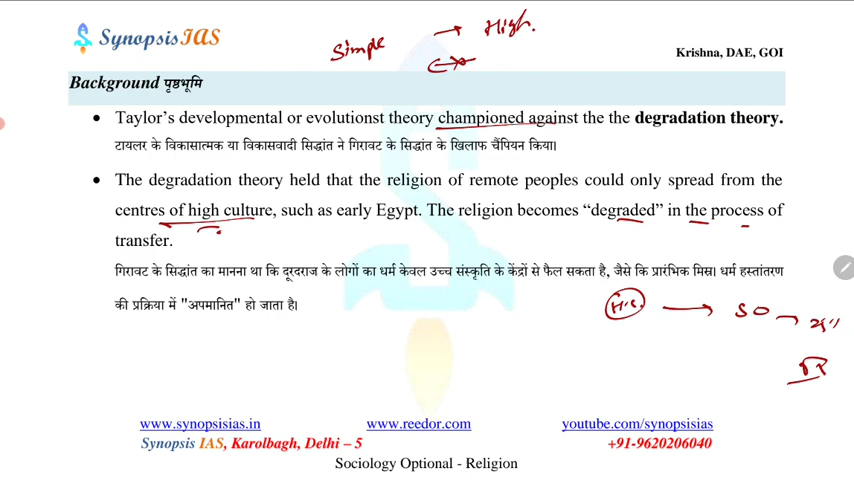 Synopsis IAS
Simple → High.
Krishna, DAE, GOI
Background पृष्ठभूमि
• Taylor's developmental or evolutionst theory championed against the the degradation theory.
टायलर के विकासात्मक या विकासवादी सिद्धांत ने गिरावट के सिद्धांत के खिलाफ चैंपियन किया।
• The degradation theory held that the religion of remote peoples could only spread from the
centres of high culture, such as early Egypt. The religion becomes “degraded” in the process of
transfer.
गिरावट के सिद्धांत का मानना था कि दूरदराज के लोगों का धर्म केवल उच्च संस्कृति के केंद्रों से फैल सकता है, जैसे कि प्रारंभिक मिस्र। धर्म हस्तांतरण
की प्रक्रिया में "अपमानित" हो जाता है।
www.synopsisias.in www.reedor.com youtube.com/synopsisias
Synopsis IAS, Karolbagh, Delhi – 5 +91-9620206040
Sociology Optional - Religion